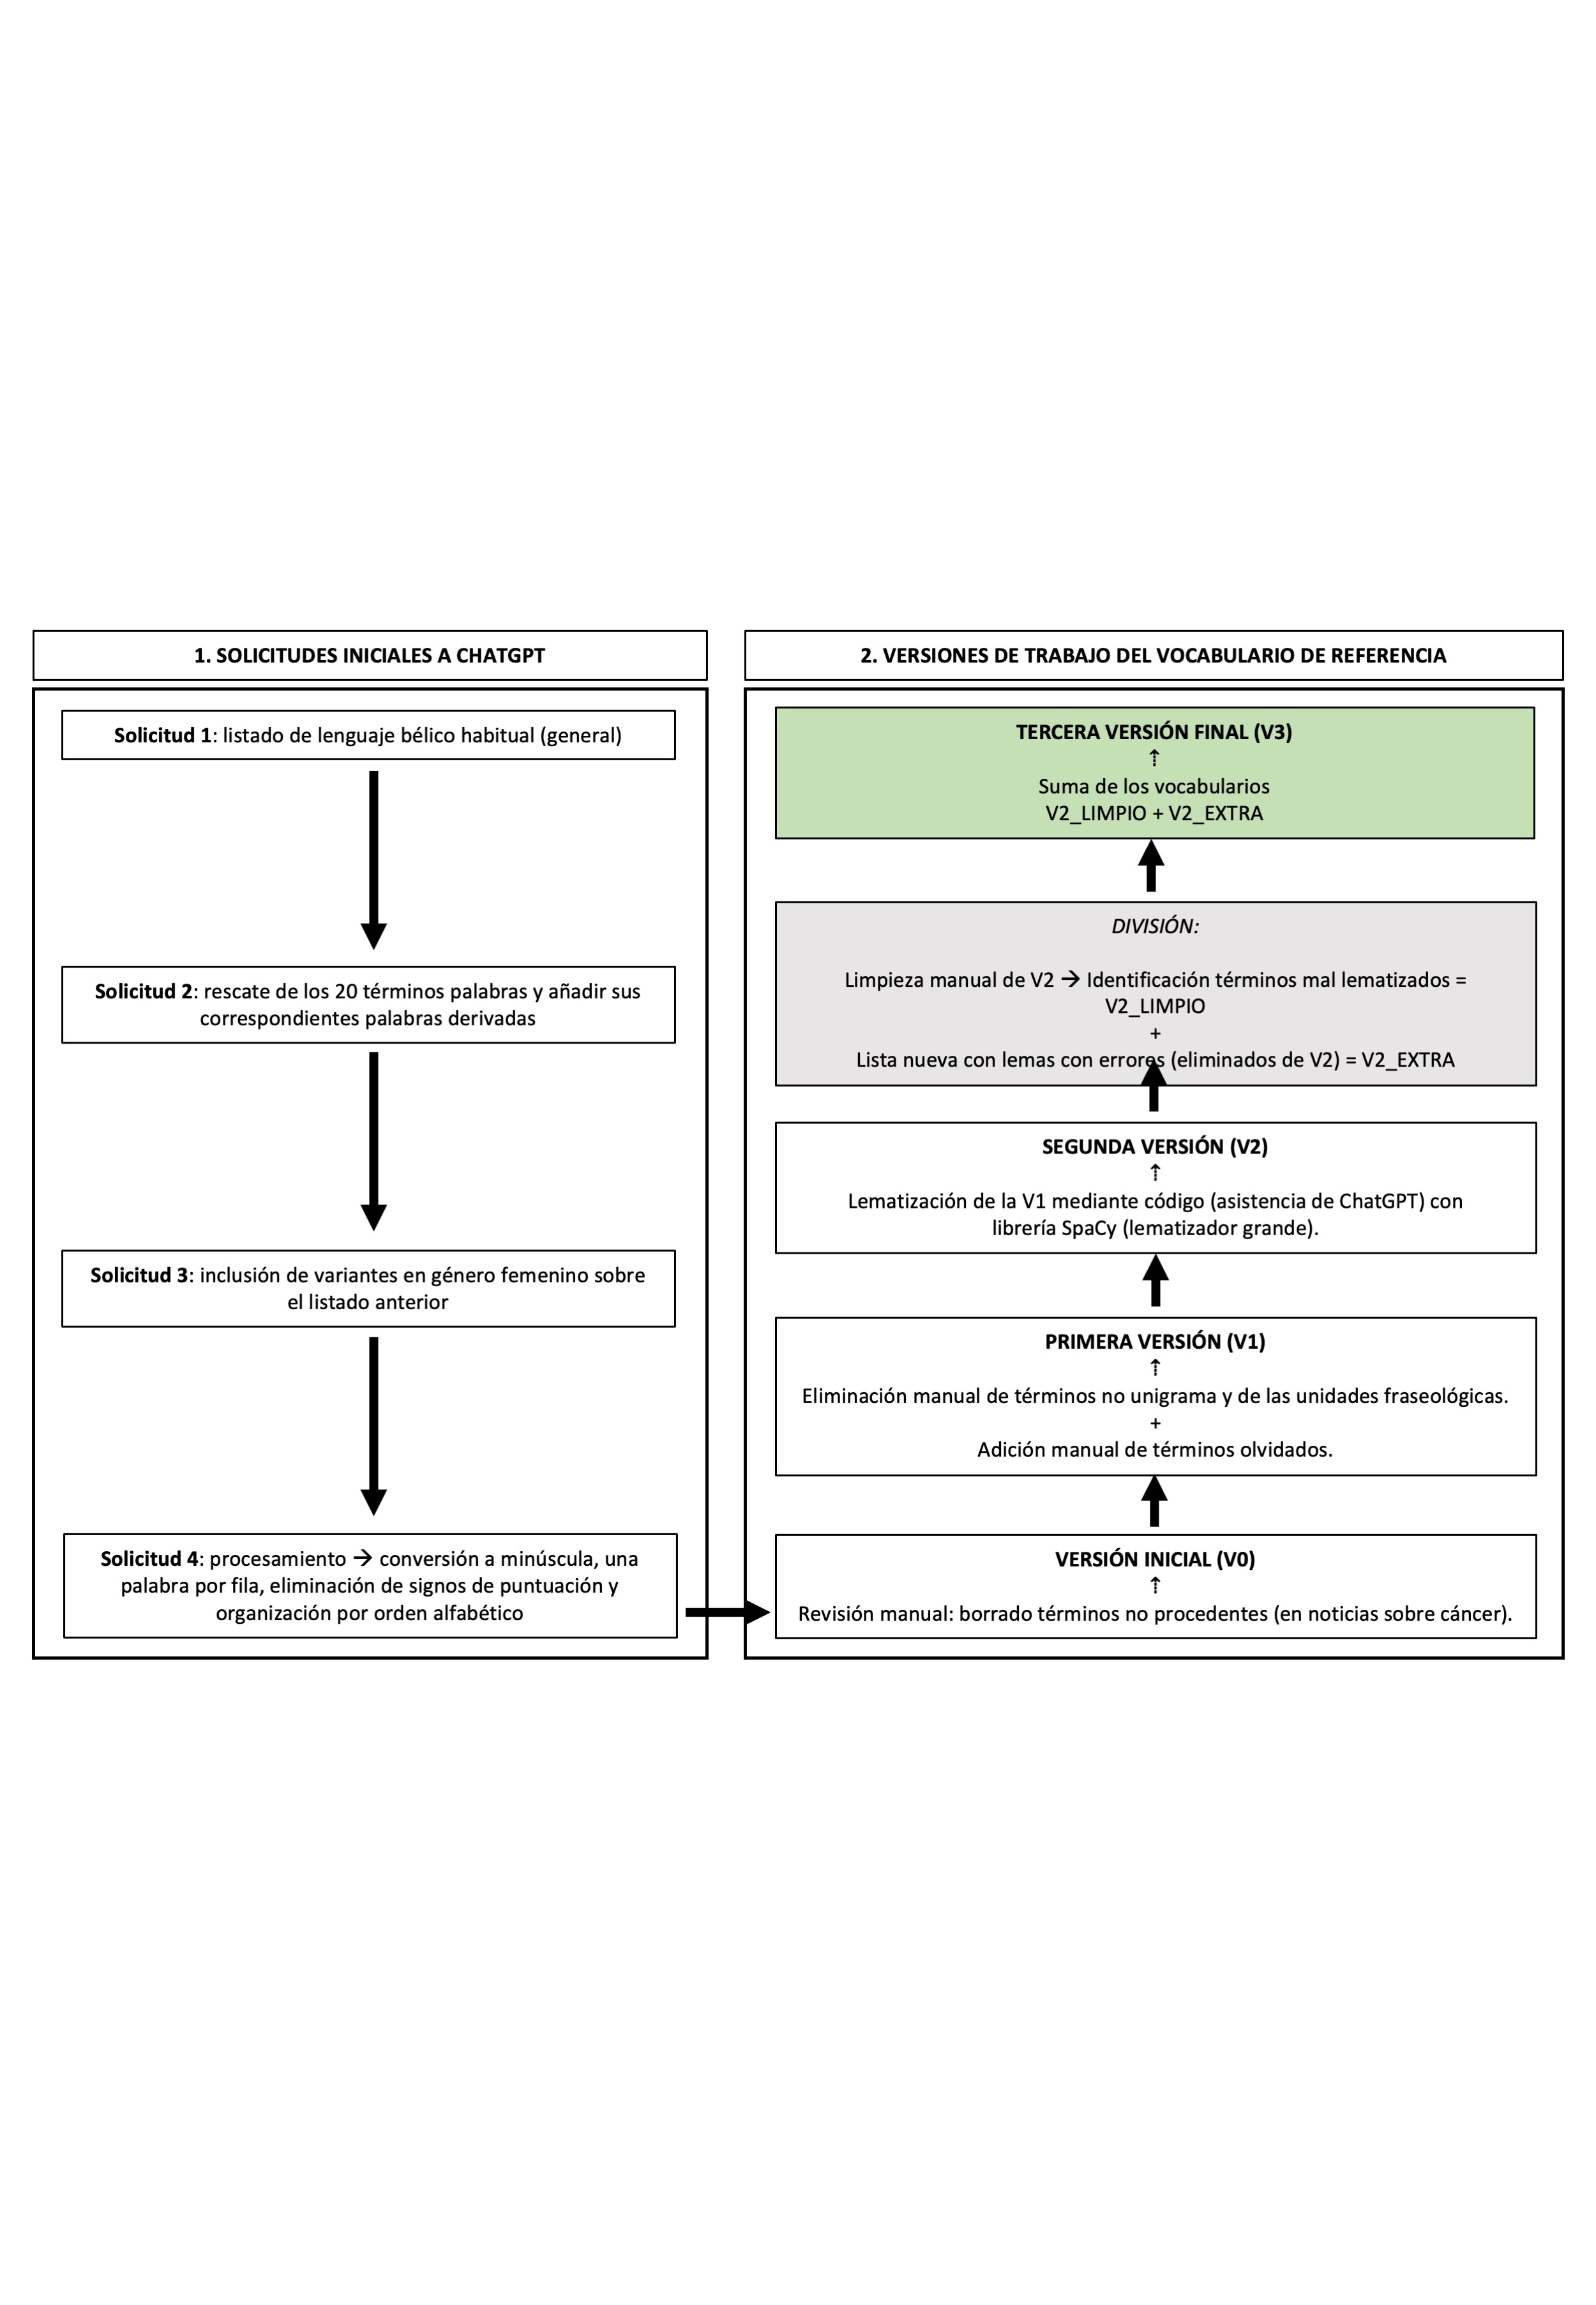 1. SOLICITUDES INICIALES A CHATGPT
Solicitud 1: listado de lenguaje bélico habitual (general)
Solicitud 2: rescate de los 20 términos palabras y añadir sus
correspondientes palabras derivadas
Solicitud 3: inclusión de variantes en género femenino sobre
el listado anterior
Solicitud 4: procesamiento → conversión a minúscula, una
palabra por fila, eliminación de signos de puntuación y
organización por orden alfabético
2. VERSIONES DE TRABAJO DEL VOCABULARIO DE REFERENCIA
TERCERA VERSIÓN FINAL (V3)
⇡
Suma de los vocabularios
V2_LIMPIO + V2_EXTRA
DIVISIÓN:
Limpieza manual de V2 → Identificación términos mal lematizados =
V2_LIMPIO
+
Lista nueva con lemas con errores (eliminados de V2) = V2_EXTRA
SEGUNDA VERSIÓN (V2)
⇡
Lematización de la V1 mediante código (asistencia de ChatGPT) con
librería SpaCy (lematizador grande).
PRIMERA VERSIÓN (V1)
⇡
Eliminación manual de términos no unigrama y de las unidades fraseológicas.
+
Adición manual de términos olvidados.
VERSIÓN INICIAL (V0)
⇡
Revisión manual: borrado términos no procedentes (en noticias sobre cáncer).